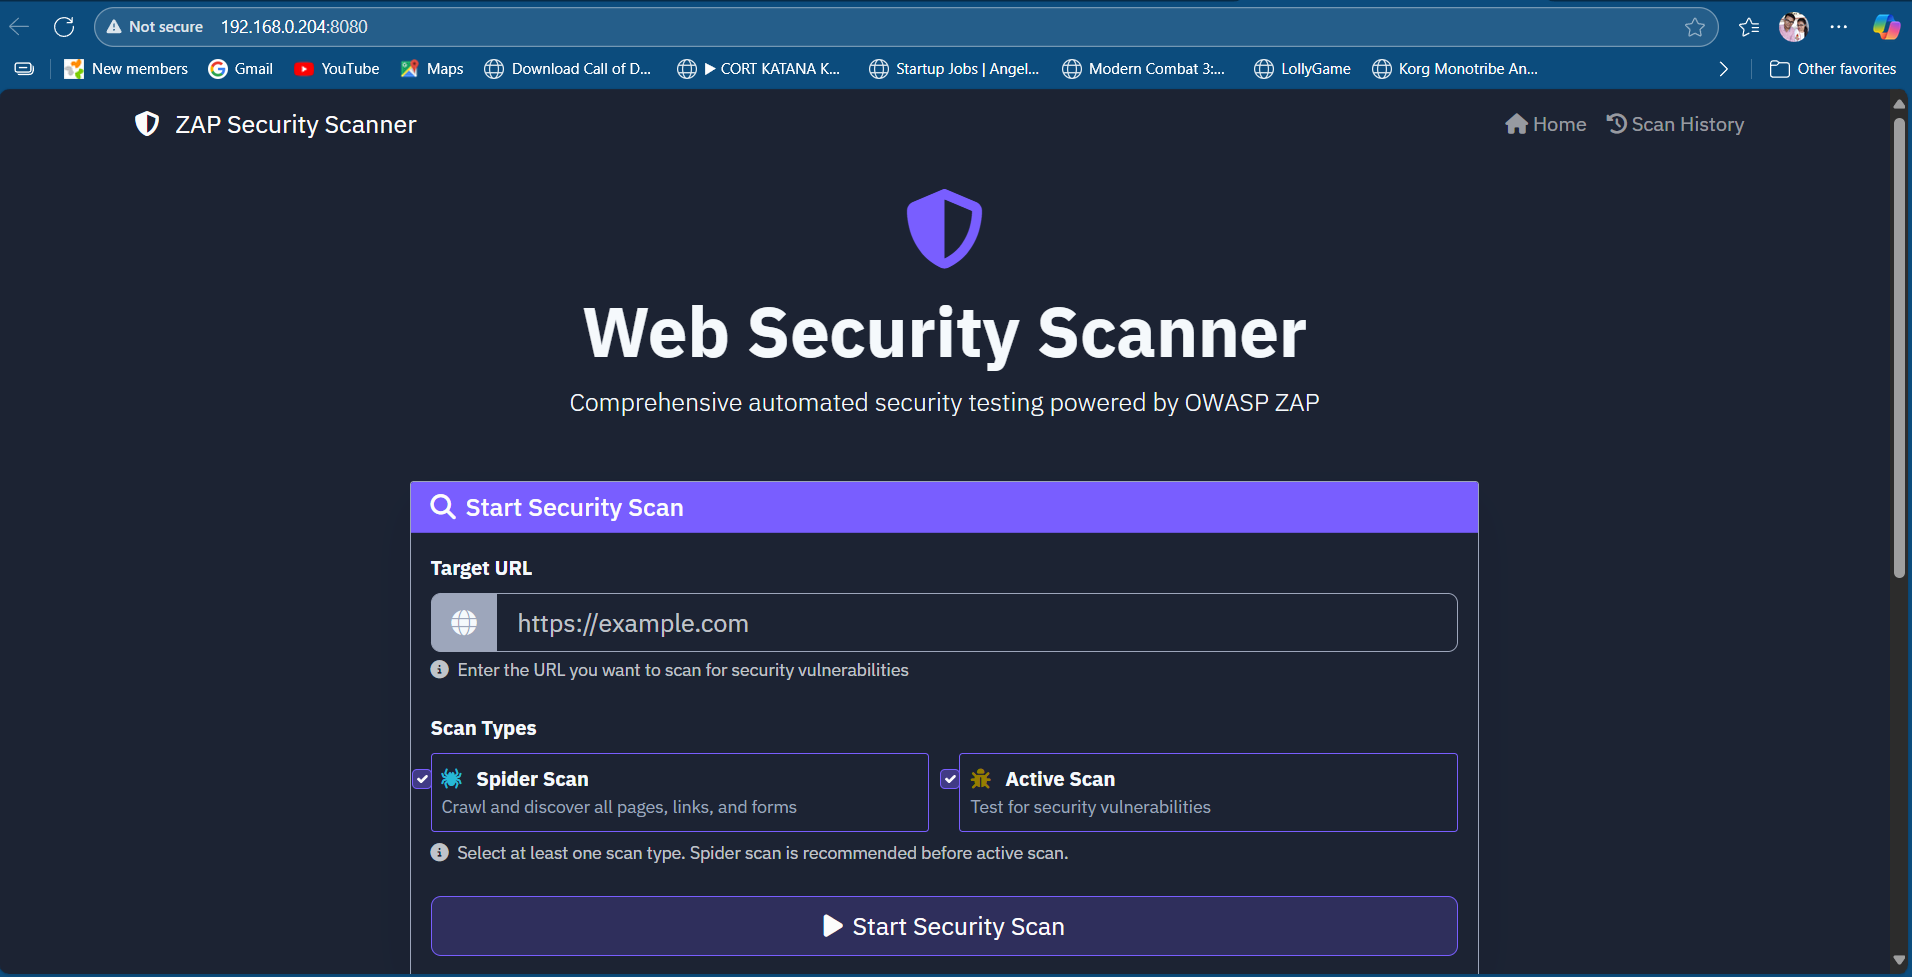 Not secure 192.168.0.204:8080
New members Gmail YouTube Maps Download Call of D... ▶ CORT KATANA K... Startup Jobs | Angel... Modern Combat 3:... LollyGame Korg Monotribe An... Other favorites
ZAP Security Scanner Home Scan History
Web Security Scanner
Comprehensive automated security testing powered by OWASP ZAP
Start Security Scan
Target URL
https://example.com
Enter the URL you want to scan for security vulnerabilities
Scan Types
Spider Scan
Crawl and discover all pages, links, and forms
Active Scan
Test for security vulnerabilities
Select at least one scan type. Spider scan is recommended before active scan.
Start Security Scan